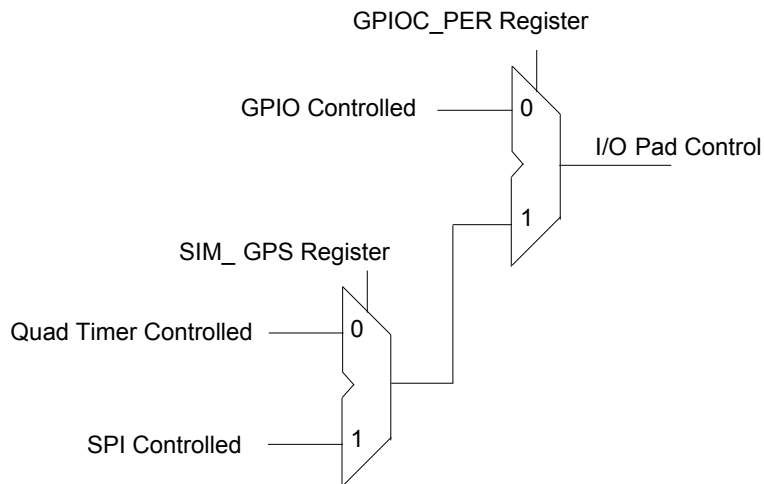 GPIOC_PER Register
GPIO Controlled
0
I/O Pad Control
1
SIM_ GPS Register
Quad Timer Controlled
0
SPI Controlled
1